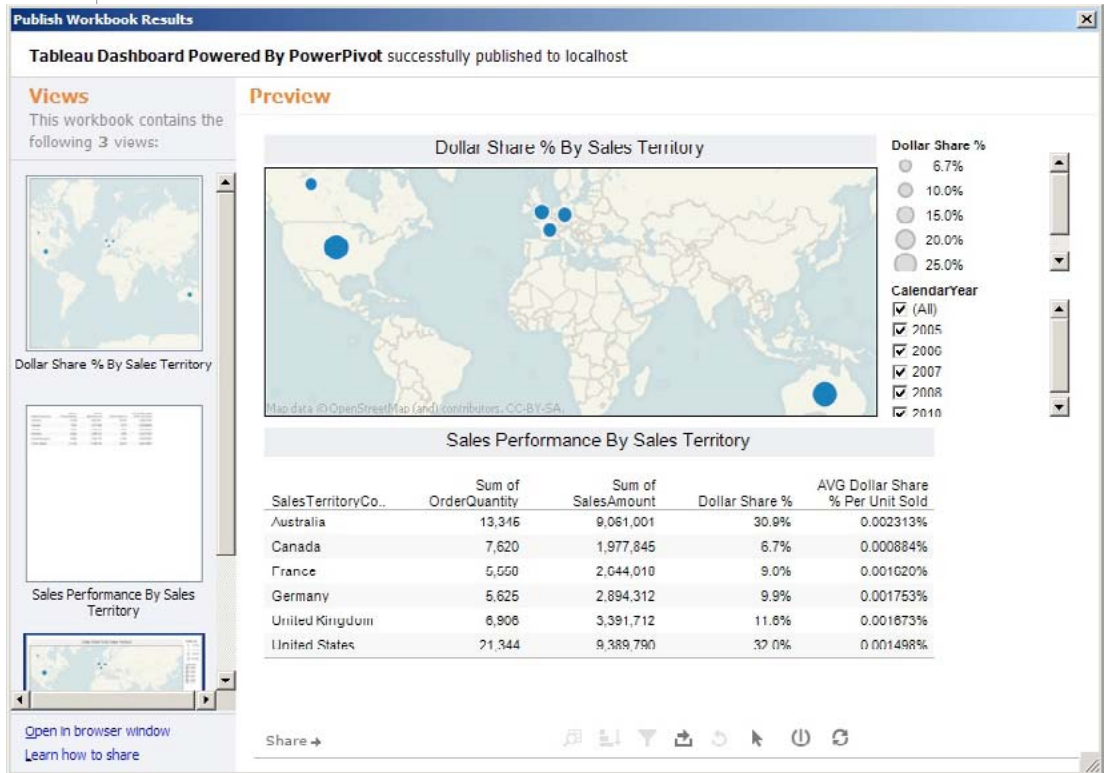 Publish Workbook Results
Tableau Dashboard Powered By PowerPivot successfully published to localhost
Views
This workbook contains the
following 3 views:
Dollar Share % By Sales Territory
Sales Performance By Sales
Territory
Open in browser window
Learn how to share
Preview
Dollar Share % By Sales Territory
Map data © OpenStreetMap (and) contributors, CC-BY-SA.
Dollar Share %
6.7%
10.0%
15.0%
20.0%
25.0%
CalendarYear
(All)
2005
2006
2007
2008
2010
Sales Performance By Sales Territory
SalesTerritoryCo.. Sum of OrderQuantity Sum of SalesAmount Dollar Share % AVG Dollar Share % Per Unit Sold
Australia 13,345 9,061,001 30.9% 0.002313%
Canada 7,620 1,977,845 6.7% 0.000884%
France 5,558 2,644,018 9.0% 0.001620%
Germany 5,625 2,894,312 9.9% 0.001753%
United Kingdom 6,906 3,391,712 11.6% 0.001673%
United States 21,344 9,389,790 32.0% 0.001498%
Share